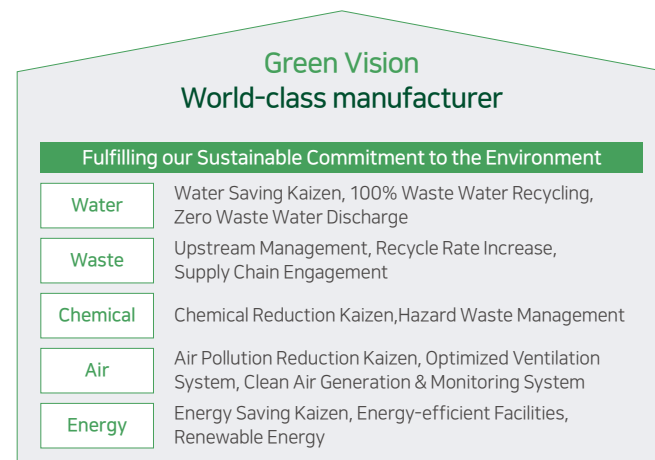 Green Vision
World-class manufacturer
Fulfilling our Sustainable Commitment to the Environment
Water
Water Saving Kaizen, 100% Waste Water Recycling,
Zero Waste Water Discharge
Waste
Upstream Management, Recycle Rate Increase,
Supply Chain Engagement
Chemical
Chemical Reduction Kaizen,Hazard Waste Management
Air
Air Pollution Reduction Kaizen, Optimized Ventilation
System, Clean Air Generation & Monitoring System
Energy
Energy Saving Kaizen, Energy-efficient Facilities,
Renewable Energy